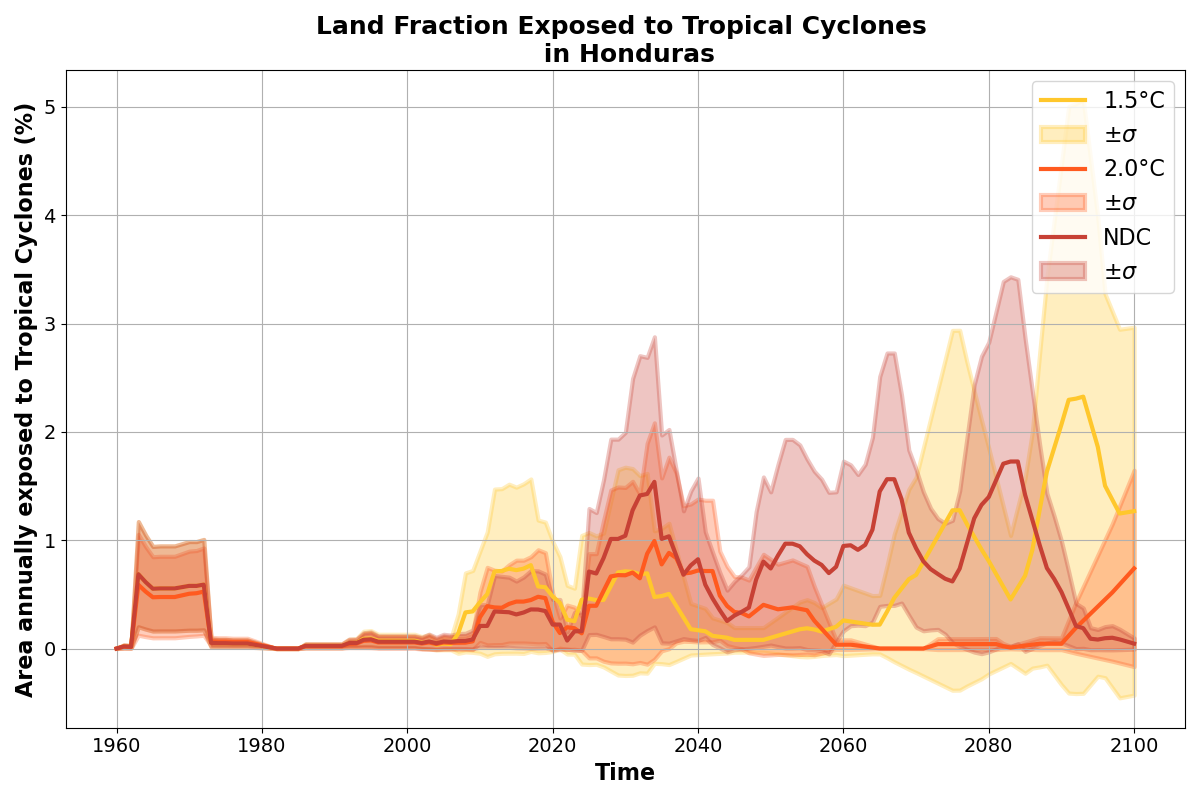 Land Fraction Exposed to Tropical Cyclones
in Honduras
Area annually exposed to Tropical Cyclones (%)
5
4
3
2
1
0
1.5°C
±σ
2.0°C
±σ
NDC
±σ
1960
1980
2000
2020
2040
2060
2080
2100
Time